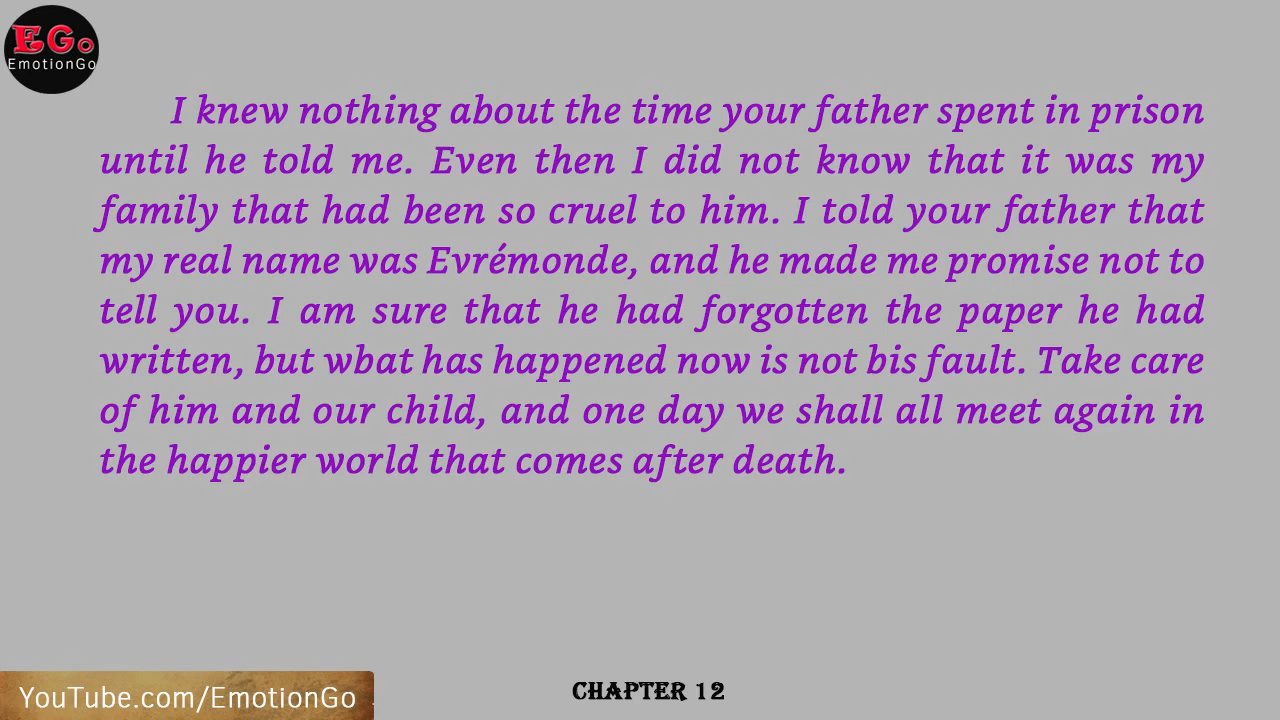 EGo
EmotionGo
I knew nothing about the time your father spent in prison
until he told me. Even then I did not know that it was my
family that had been so cruel to him. I told your father that
my real name was Evrémonde, and he made me promise not to
tell you. I am sure that he had forgotten the paper he had
written, but wbat has happened now is not bis fault. Take care
of him and our child, and one day we shall all meet again in
the happier world that comes after death.
YouTube.com/EmotionGo
CHAPTER 12